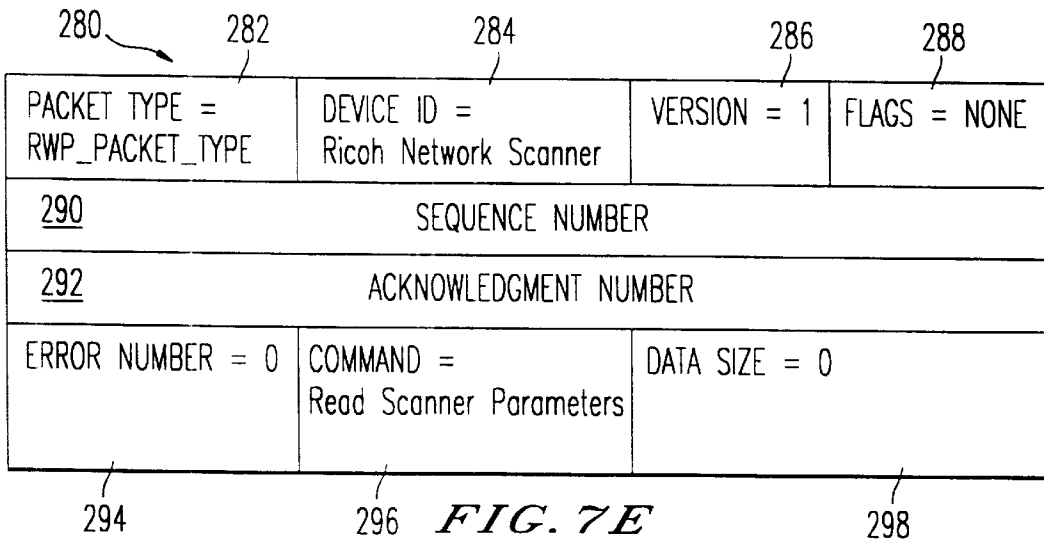 280 282 284 286 288
PACKET TYPE = DEVICE ID = VERSION = 1 FLAGS = NONE
RWP_PACKET_TYPE Ricoh Network Scanner
290 SEQUENCE NUMBER
292 ACKNOWLEDGMENT NUMBER
ERROR NUMBER = 0 COMMAND = DATA SIZE = 0
Read Scanner Parameters
294 296 FIG. 7E 298